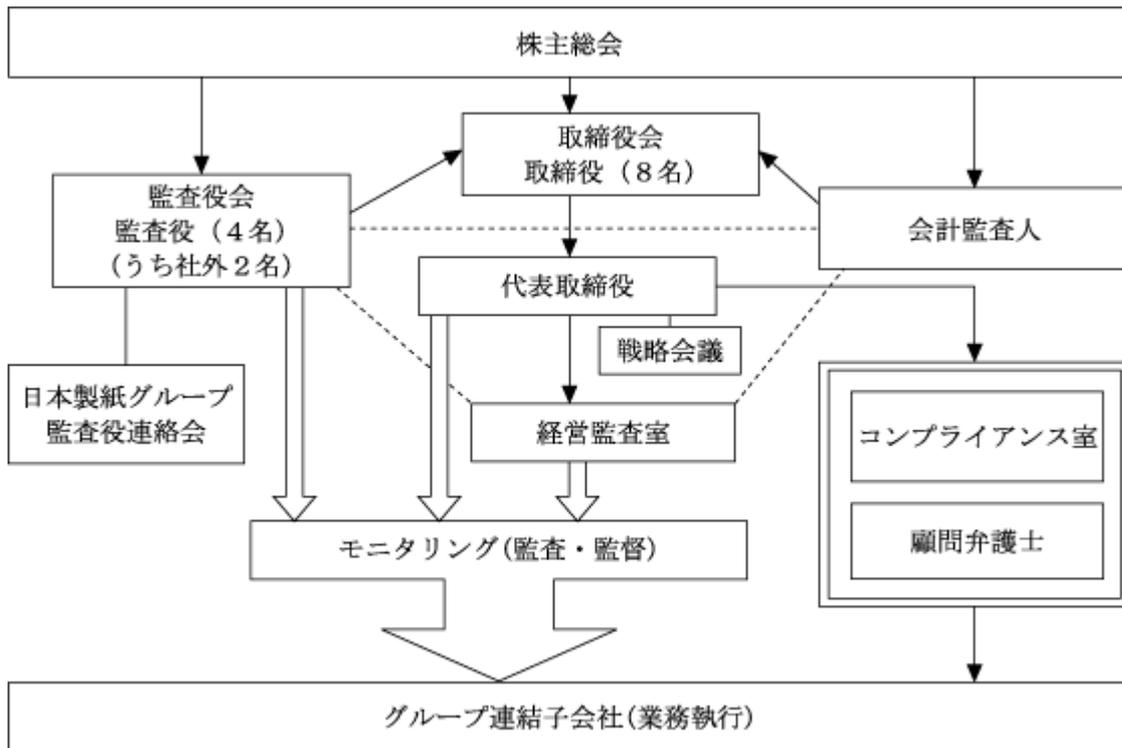 株主総会
取締役会
取締役（８名）
監査役会
監査役（４名）
（うち社外２名）
会計監査人
代表取締役
戦略会議
日本製紙グループ
監査役連絡会
経営監査室
コンプライアンス室
顧問弁護士
モニタリング(監査・監督)
グループ連結子会社(業務執行)